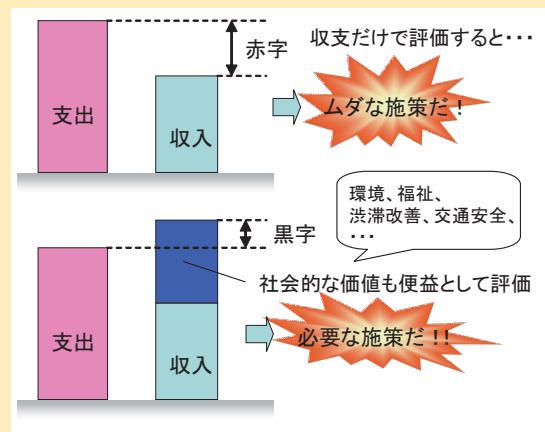 収支だけで評価すると･･･
赤字
支出
収入
ムダな施策だ！
環境、福祉、
渋滞改善、交通安全、
･･･
黒字
社会的な価値も便益として評価
支出
収入
必要な施策だ！！